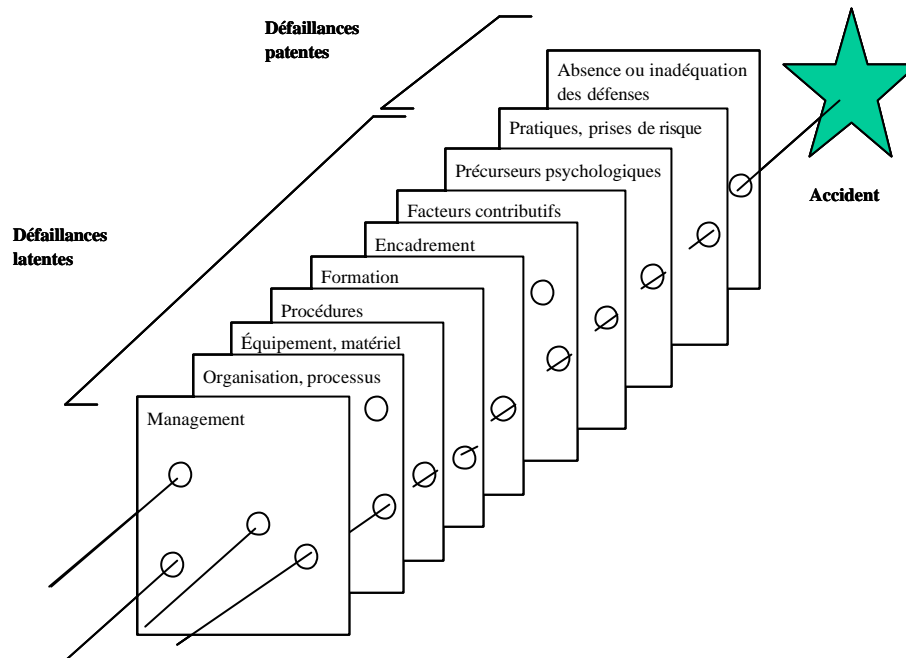 Défaillances
patentes
Absence ou inadéquation
des défenses
Pratiques, prises de risque
Précurseurs psychologiques
Accident
Facteurs contributifs
Défaillances
latentes
Encadrement
Formation
Procédures
Équipement, matériel
Organisation, processus
Management